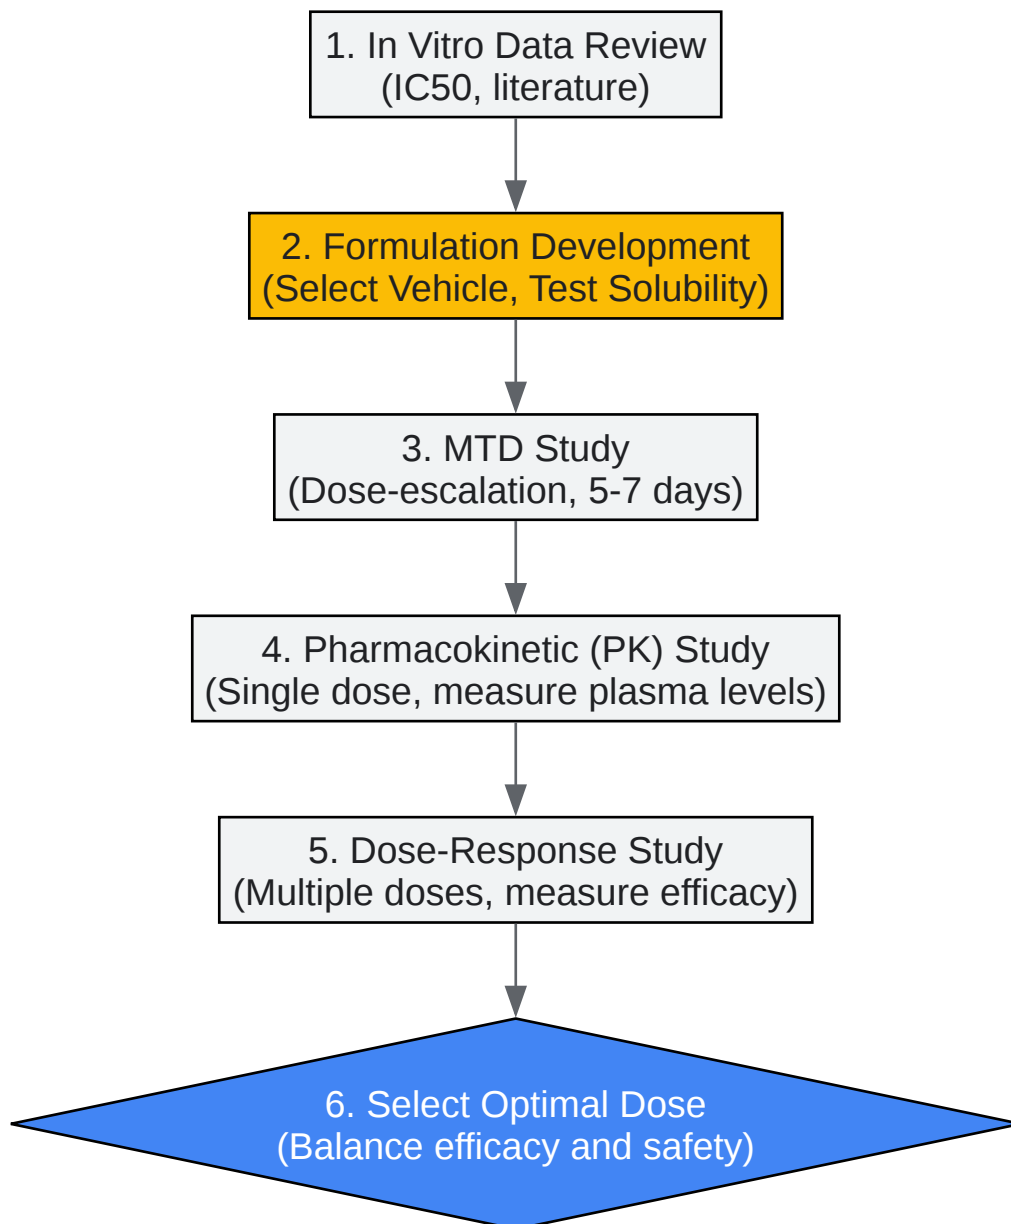 1. In Vitro Data Review
(IC50, literature)
2. Formulation Development
(Select Vehicle, Test Solubility)
3. MTD Study
(Dose-escalation, 5-7 days)
4. Pharmacokinetic (PK) Study
(Single dose, measure plasma levels)
5. Dose-Response Study
(Multiple doses, measure efficacy)
6. Select Optimal Dose
(Balance efficacy and safety)